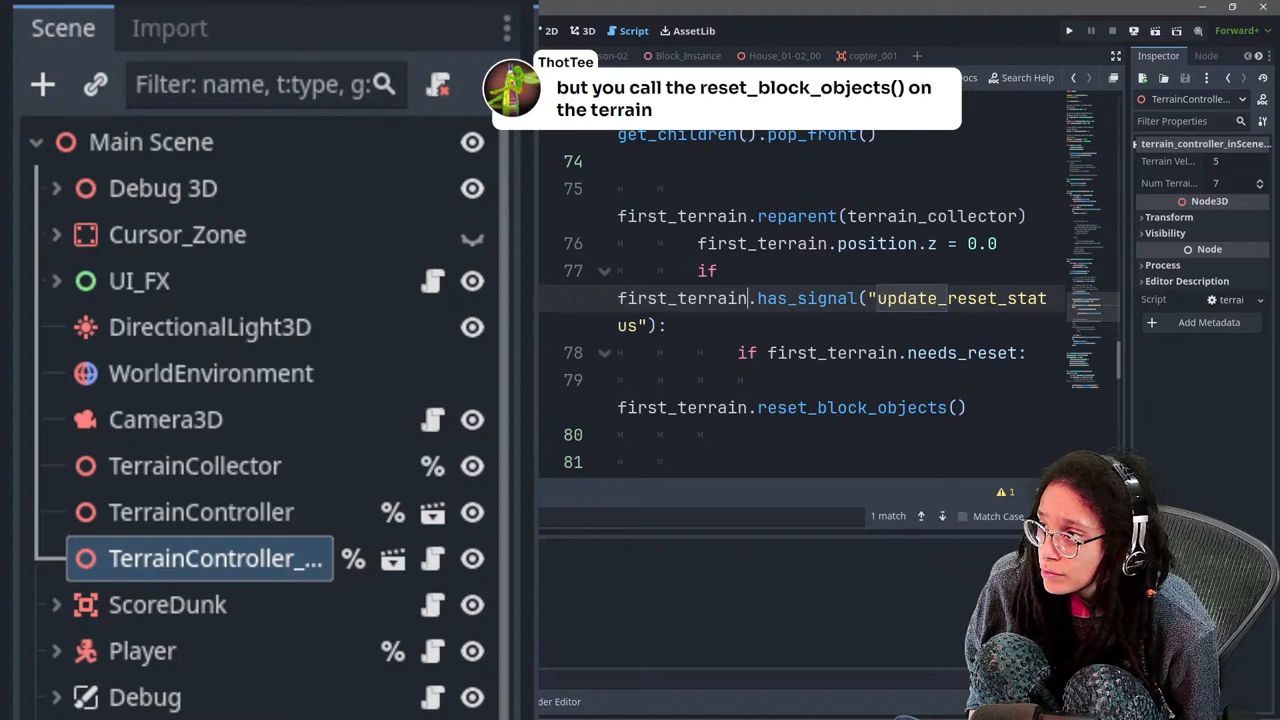 Scene
Import
Filter: name, t:type, g:
Main Scene
Debug 3D
Cursor_Zone
UI_FX
DirectionalLight3D
WorldEnvironment
Camera3D
TerrainCollector
TerrainController
TerrainController_...
ScoreDunk
Player
Debug
2D
3D
Script
AssetLib
Forward+
Block_Instance
House_01-02_00
copter_001
Search Help
ThotTee
but you call the reset_block_objects() on
the terrain
get_children().pop_front()
74
75
first_terrain.reparent(terrain_collector)
76 first_terrain.position.z = 0.0
77 if
first_terrain.has_signal("update_reset_stat
us"):
78 if first_terrain.needs_reset:
79
first_terrain.reset_block_objects()
80
81
1
1 match
Match Case
Inspector
Node
TerrainControlle...
Filter Properties
terrain_controller_inScene...
Terrain Vel... 5
Num Terrai... 7
Node3D
Transform
Visibility
Node
Process
Editor Description
Script
terrai
Add Metadata